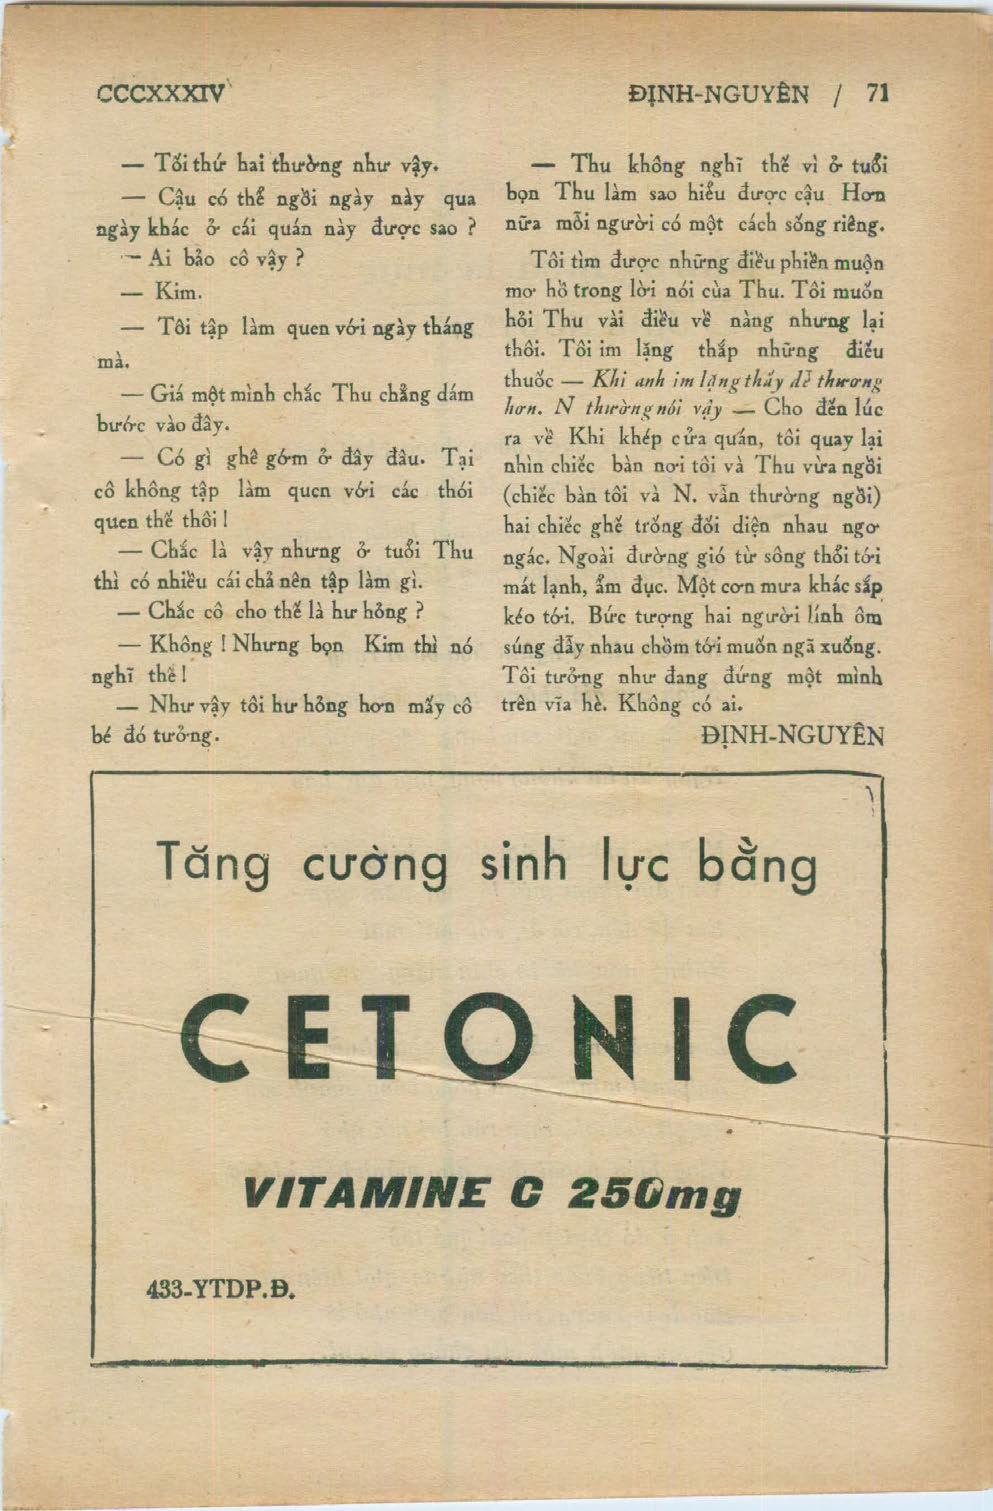 CCCXXXIV
ĐỊNH-NGUYÊN / 71
— Tối thứ hai thường như vậy.
— Cậu có thể ngồi ngày này qua
ngày khác ở cái quán này được sao ?
— Ai bảo cô vậy ?
— Kim.
— Tôi tập làm quen với ngày tháng
mà.
— Giá một mình chắc Thu chẳng dám
bước vào đây.
— Có gì ghê gớm ở đây đâu. Tại
cô không tập làm quen với các thói
quen thế thôi !
— Chắc là vậy nhưng ở tuổi Thu
thì có nhiều cái chả nên tập làm gì.
— Chắc cô cho thế là hư hỏng ?
— Không ! Nhưng bọn Kim thì nó
nghĩ thế !
— Như vậy tôi hư hỏng hơn mấy cô
bé đó tưởng.
— Thu không nghĩ thế vì ở tuổi
bọn Thu làm sao hiểu được cậu Hơn
nữa mỗi người có một cách sống riêng.
Tôi tìm được những điều phiền muộn
mơ hồ trong lời nói của Thu. Tôi muốn
hỏi Thu vài điều về nàng nhưng lại
thôi. Tôi im lặng thắp những điếu
thuốc — Khi anh im lặng thấy dễ thương
hơn. N thường nói vậy — Cho đến lúc
ra về Khi khép cửa quán, tôi quay lại
nhìn chiếc bàn nơi tôi và Thu vừa ngồi
(chiếc bàn tôi và N. vẫn thường ngồi)
hai chiếc ghế trống đối diện nhau ngơ
ngác. Ngoài đường gió từ sông thổi tới
mát lạnh, ẩm đục. Một cơn mưa khác sắp
kéo tới. Bức tượng hai người lính ôm
súng đẩy nhau chồm tới muốn ngã xuống.
Tôi tưởng như đang đứng một mình
trên vĩa hè. Không có ai.
ĐỊNH-NGUYÊN
Tăng cường sinh lực bằng
CETONIC
VITAMINE C 250mg
433-YTDP.Đ.